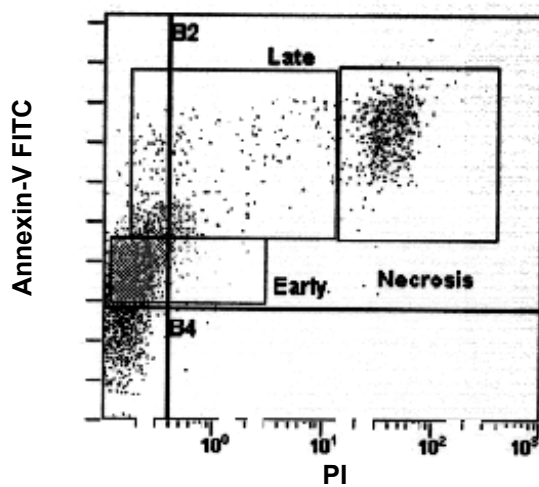 B2
Late
Annexin-V FITC
Early.
Necrosis
B4
10⁰ 10¹ 10² 10³
PI